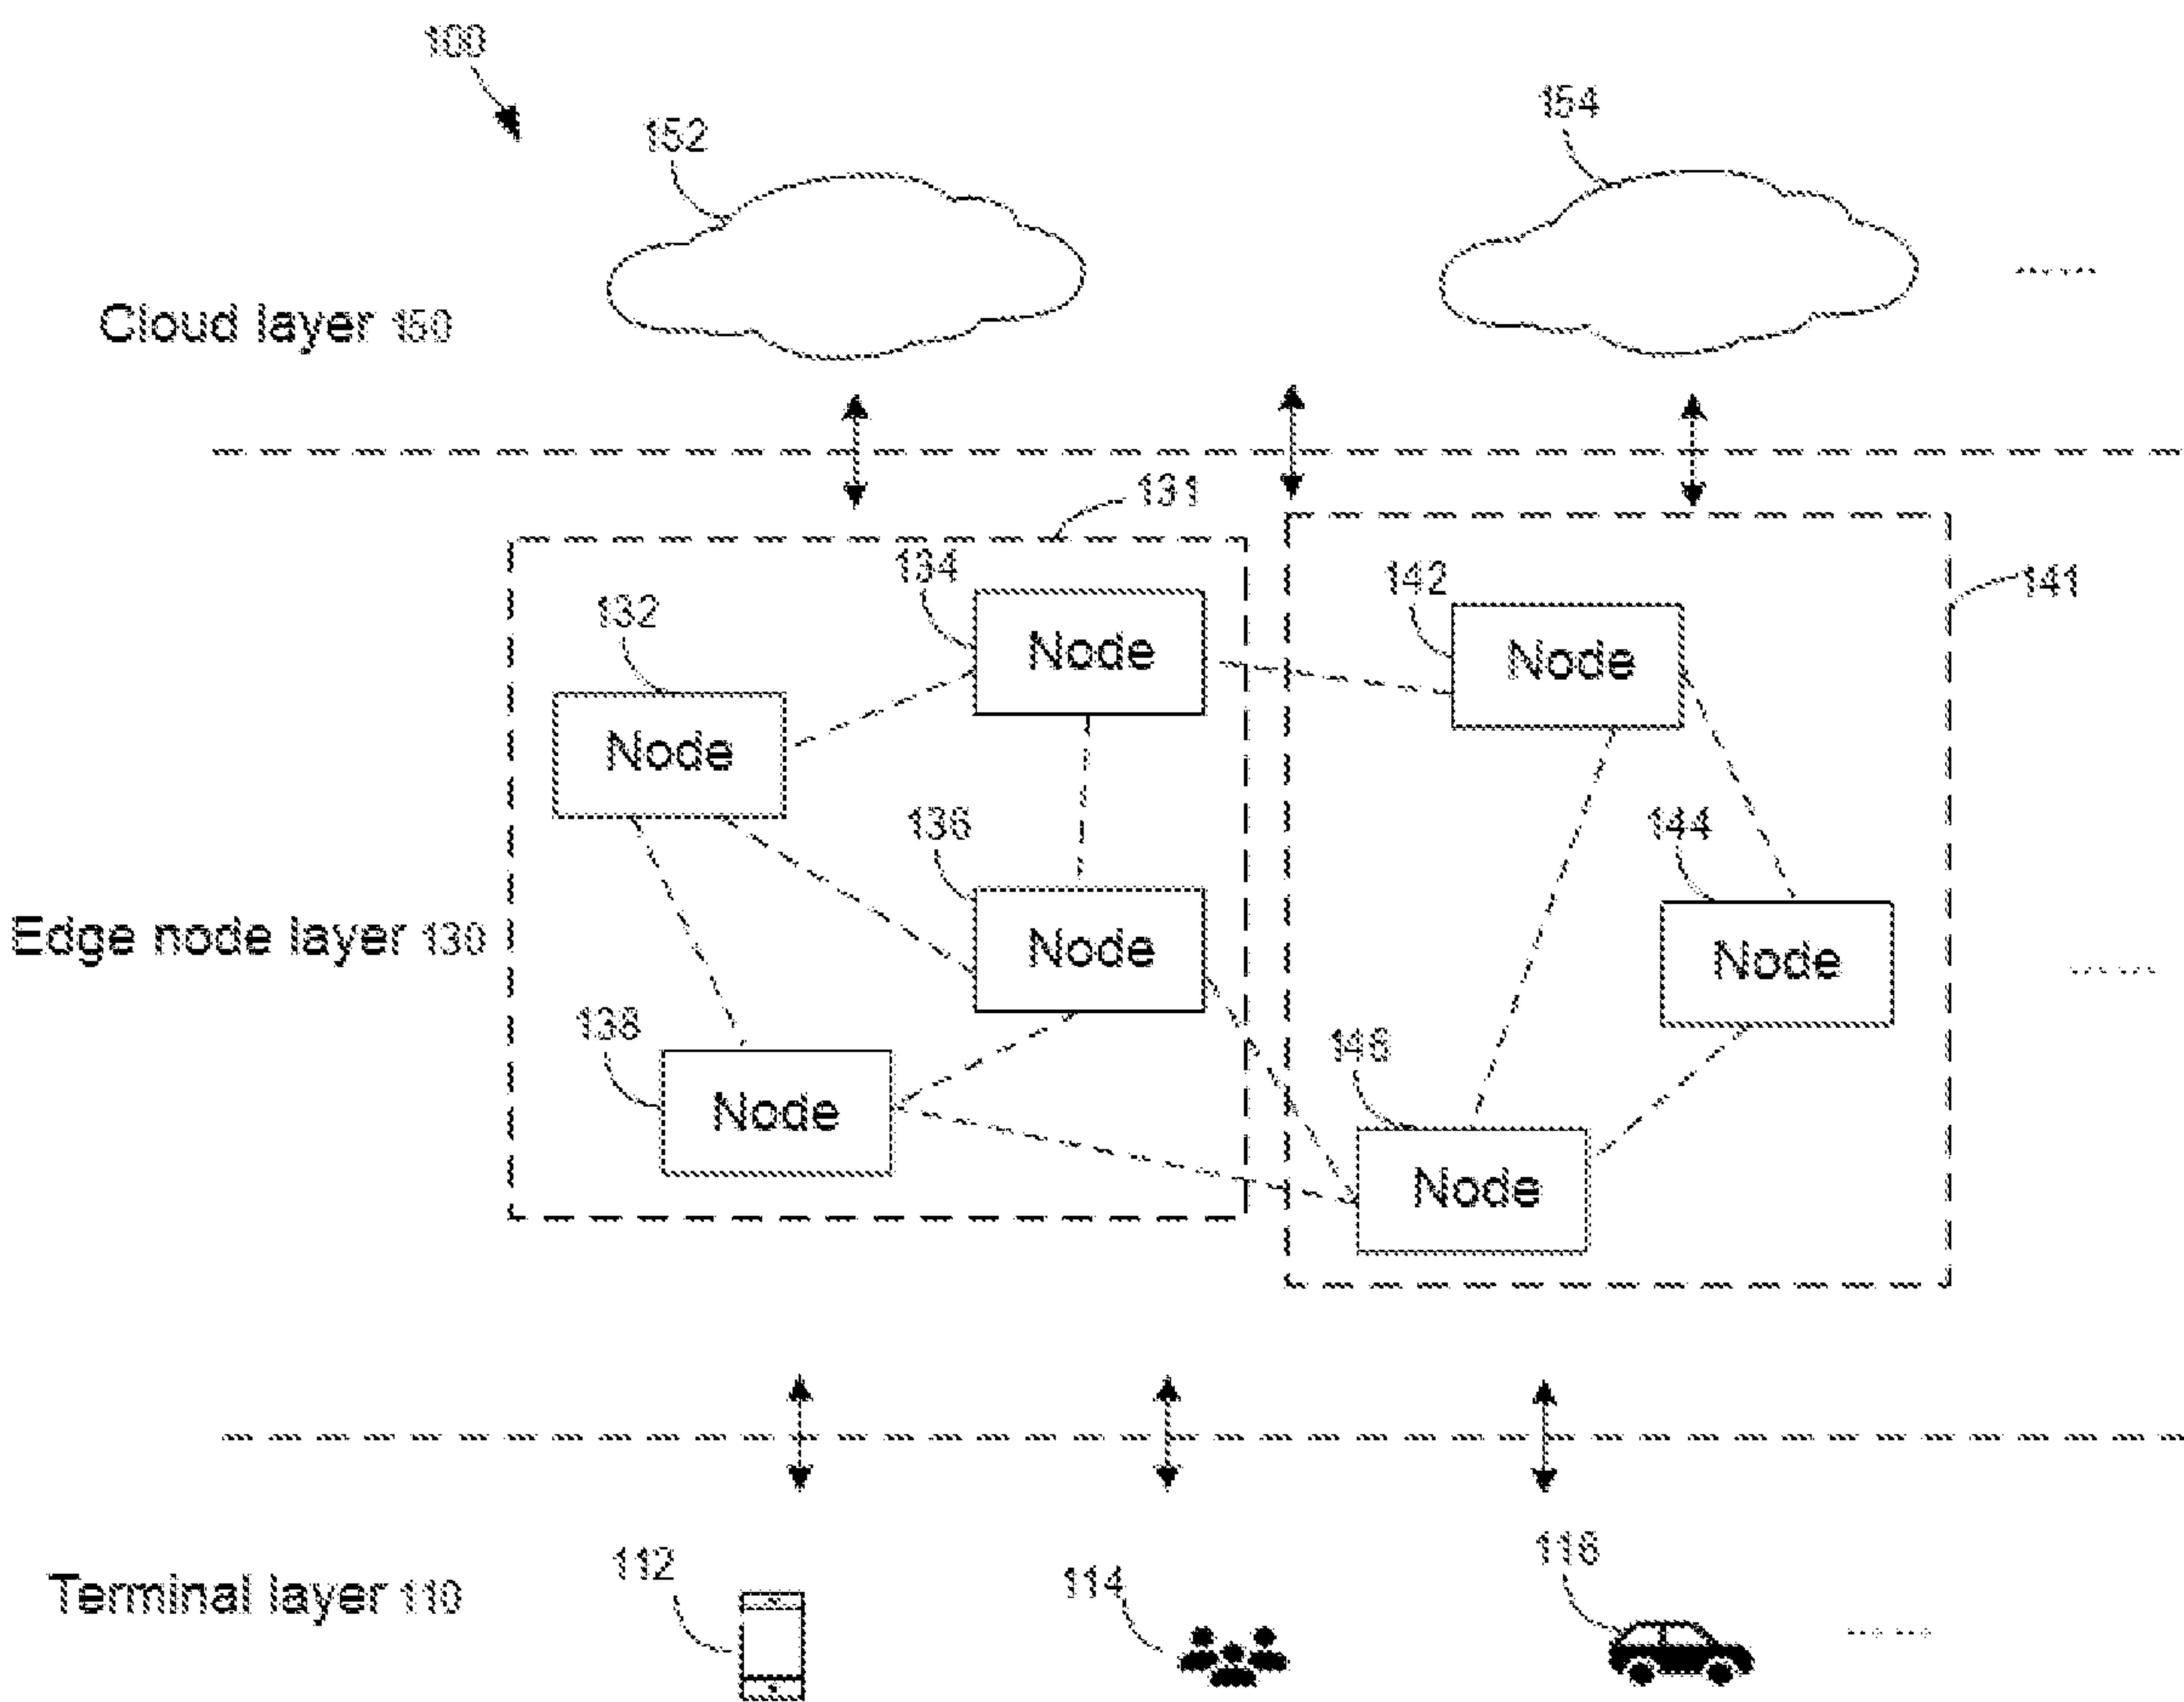 100
152
154
Cloud layer 150
131
134
142
141
132
Node
Node
Node
136
144
Edge node layer 130
Node
Node
138
146
Node
Node
112
114
116
Terminal layer 110